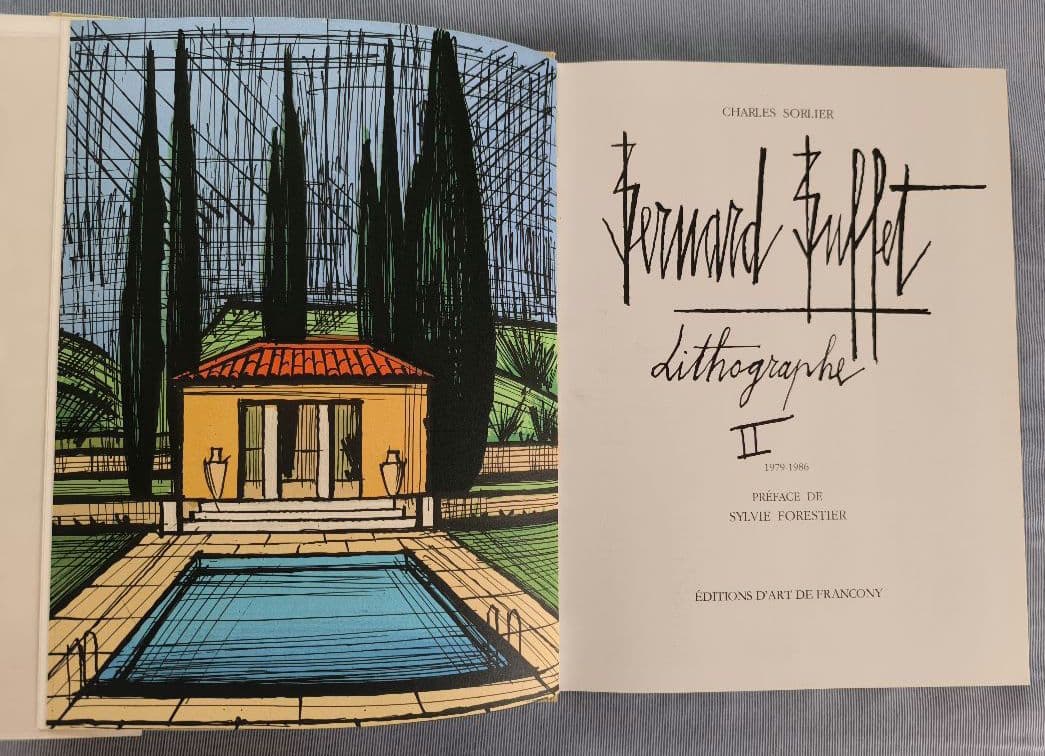 CHARLES SORLIER
Bernard Buffet
Lithographe
II
1979-1986
PRÉFACE DE
SYLVIE FORESTIER
ÉDITIONS D'ART DE FRANCONY